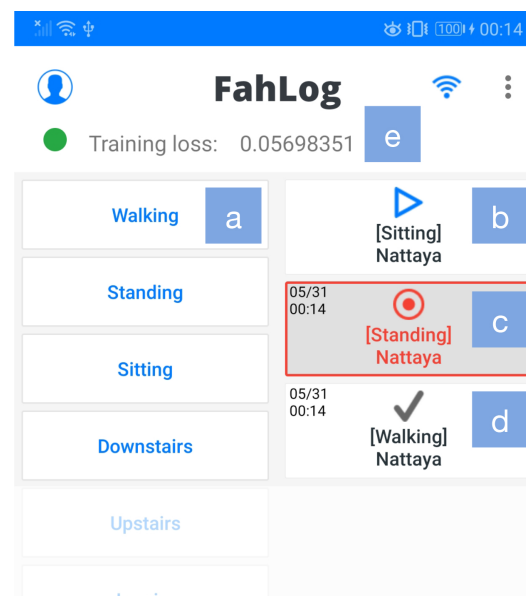 100 00:14
FahLog
Training loss: 0.05698351
e
Walking
a
Standing
Sitting
Downstairs
Upstairs
[Sitting]
Nattaya
b
05/31
00:14
[Standing]
Nattaya
c
05/31
00:14
[Walking]
Nattaya
d